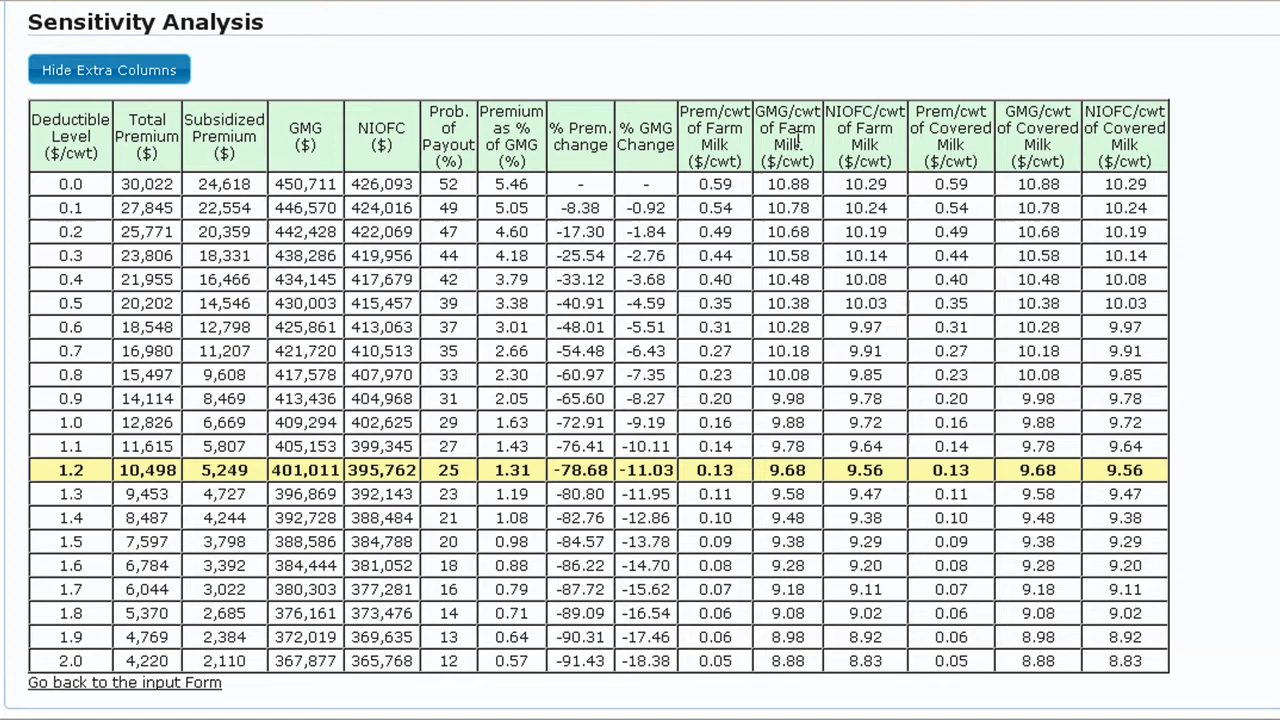 Sensitivity Analysis
Hide Extra Columns
Deductible Level ($/cwt) Total Premium ($) Subsidized Premium ($) GMG ($) NIOFC ($) Prob. of Payout (%) Premium as % of GMG (%) % Prem. change % GMG Change Prem/cwt of Farm Milk ($/cwt) GMG/cwt of Farm Milk ($/cwt) NIOFC/cwt of Farm Milk ($/cwt) Prem/cwt of Covered Milk ($/cwt) GMG/cwt of Covered Milk ($/cwt) NIOFC/cwt of Covered Milk ($/cwt)
0.0 30,022 24,618 450,711 426,093 52 5.46 - - 0.59 10.88 10.29 0.59 10.88 10.29
0.1 27,845 22,554 446,570 424,016 49 5.05 -8.38 -0.92 0.54 10.78 10.24 0.54 10.78 10.24
0.2 25,771 20,359 442,428 422,069 47 4.60 -17.30 -1.84 0.49 10.68 10.19 0.49 10.68 10.19
0.3 23,806 18,331 438,286 419,956 44 4.18 -25.54 -2.76 0.44 10.58 10.14 0.44 10.58 10.14
0.4 21,955 16,466 434,145 417,679 42 3.79 -33.12 -3.68 0.40 10.48 10.08 0.40 10.48 10.08
0.5 20,202 14,546 430,003 415,457 39 3.38 -40.91 -4.59 0.35 10.38 10.03 0.35 10.38 10.03
0.6 18,548 12,798 425,861 413,063 37 3.01 -48.01 -5.51 0.31 10.28 9.97 0.31 10.28 9.97
0.7 16,980 11,207 421,720 410,513 35 2.66 -54.48 -6.43 0.27 10.18 9.91 0.27 10.18 9.91
0.8 15,497 9,608 417,578 407,970 33 2.30 -60.97 -7.35 0.23 10.08 9.85 0.23 10.08 9.85
0.9 14,114 8,469 413,436 404,968 31 2.05 -65.60 -8.27 0.20 9.98 9.78 0.20 9.98 9.78
1.0 12,826 6,669 409,294 402,625 29 1.63 -72.91 -9.19 0.16 9.88 9.72 0.16 9.88 9.72
1.1 11,615 5,807 405,153 399,345 27 1.43 -76.41 -10.11 0.14 9.78 9.64 0.14 9.78 9.64
1.2 10,498 5,249 401,011 395,762 25 1.31 -78.68 -11.03 0.13 9.68 9.56 0.13 9.68 9.56
1.3 9,453 4,727 396,869 392,143 23 1.19 -80.80 -11.95 0.11 9.58 9.47 0.11 9.58 9.47
1.4 8,487 4,244 392,728 388,484 21 1.08 -82.76 -12.86 0.10 9.48 9.38 0.10 9.48 9.38
1.5 7,597 3,798 388,586 384,788 20 0.98 -84.57 -13.78 0.09 9.38 9.29 0.09 9.38 9.29
1.6 6,784 3,392 384,444 381,052 18 0.88 -86.22 -14.70 0.08 9.28 9.20 0.08 9.28 9.20
1.7 6,044 3,022 380,303 377,281 16 0.79 -87.72 -15.62 0.07 9.18 9.11 0.07 9.18 9.11
1.8 5,370 2,685 376,161 373,476 14 0.71 -89.09 -16.54 0.06 9.08 9.02 0.06 9.08 9.02
1.9 4,769 2,384 372,019 369,635 13 0.64 -90.31 -17.46 0.06 8.98 8.92 0.06 8.98 8.92
2.0 4,220 2,110 367,877 365,768 12 0.57 -91.43 -18.38 0.05 8.88 8.83 0.05 8.88 8.83
Go back to the input Form